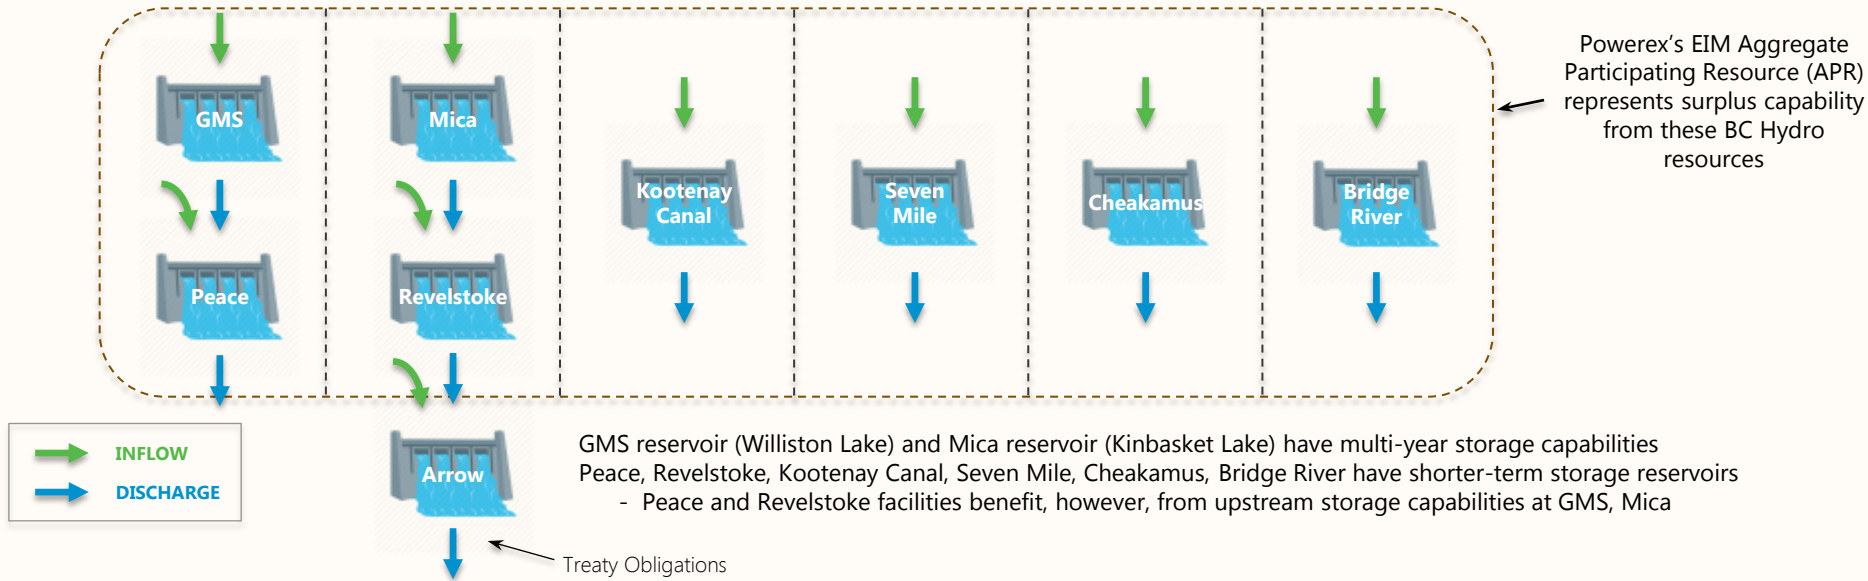 Powerex’s EIM Aggregate
Participating Resource (APR)
represents surplus capability
from these BC Hydro
resources
GMS
Mica
Kootenay
Canal
Seven
Mile
Cheakamus
Bridge
River
Peace
Revelstoke
INFLOW
DISCHARGE
Arrow
GMS reservoir (Williston Lake) and Mica reservoir (Kinbasket Lake) have multi-year storage capabilities
Peace, Revelstoke, Kootenay Canal, Seven Mile, Cheakamus, Bridge River have shorter-term storage reservoirs
- Peace and Revelstoke facilities benefit, however, from upstream storage capabilities at GMS, Mica
Treaty Obligations